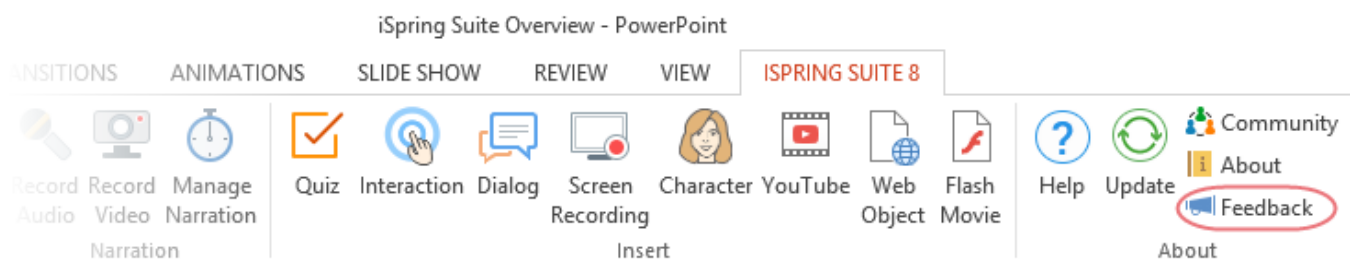 iSpring Suite Overview - PowerPoint
ANSITIONS ANIMATIONS SLIDE SHOW REVIEW VIEW ISPRING SUITE 8
Record Audio
Record Video
Manage Narration
Quiz
Interaction
Dialog
Screen Recording
Character
YouTube
Web Object
Flash Movie
Help
Update
Community
About
Feedback
Narration
Insert
About